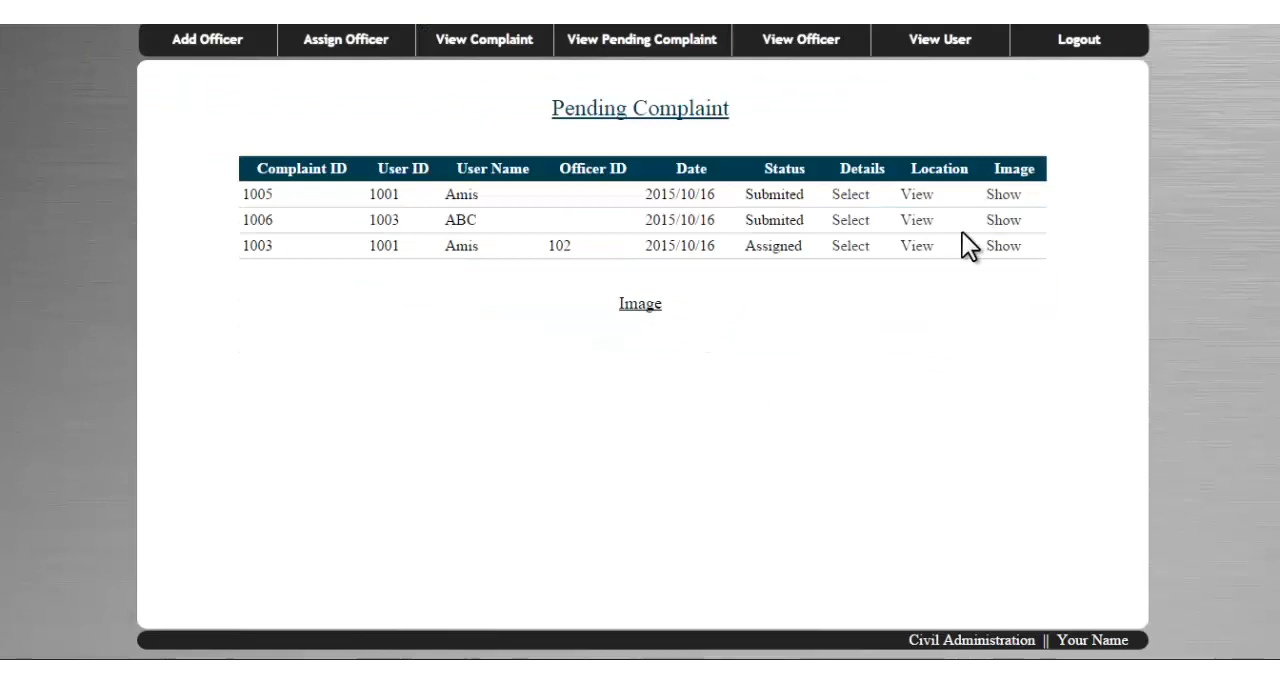 Add Officer Assign Officer View Complaint View Pending Complaint View Officer View User Logout
Pending Complaint
Complaint ID User ID User Name Officer ID Date Status Details Location Image
1005 1001 Amis 2015/10/16 Submited Select View Show
1006 1003 ABC 2015/10/16 Submited Select View Show
1003 1001 Amis 102 2015/10/16 Assigned Select View Show
Image
Civil Administration || Your Name